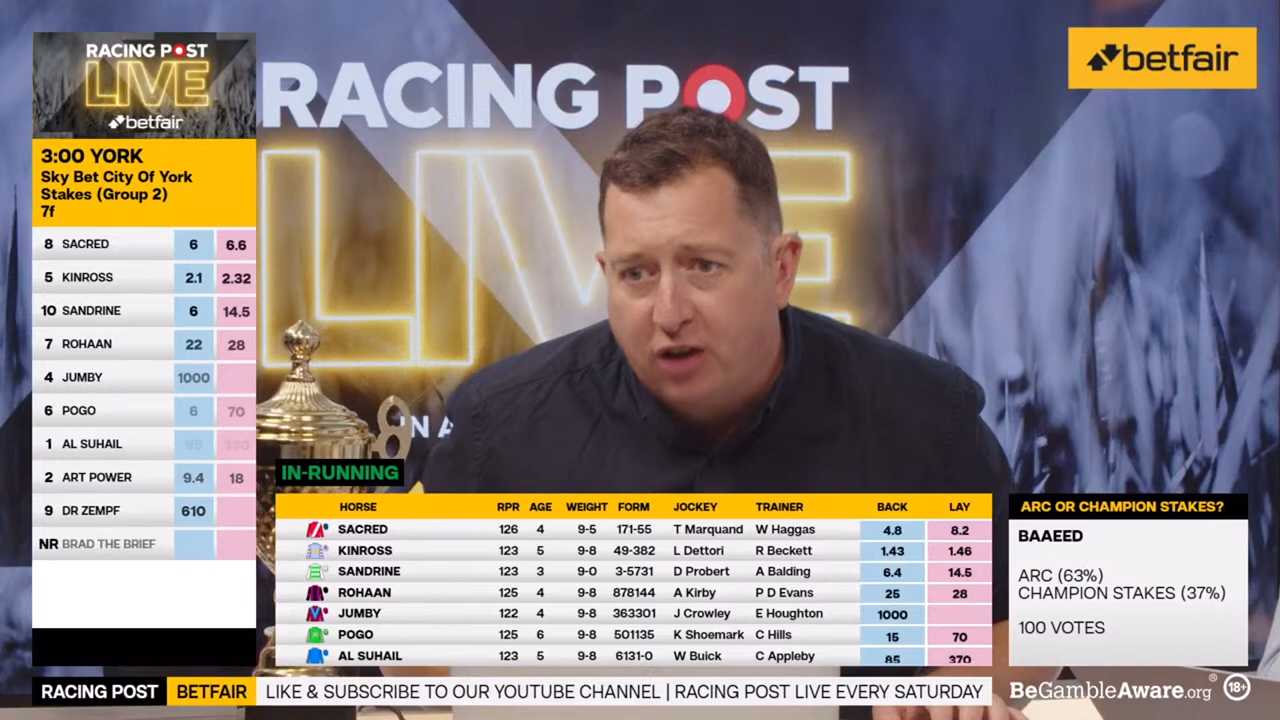 RACING POST
LIVE
betfair
3:00 YORK
Sky Bet City Of York
Stakes (Group 2)
7f
8 SACRED 6 6.6
5 KINROSS 2.1 2.32
10 SANDRINE 6 14.5
7 ROHAAN 22 28
4 JUMBY 1000
6 POGO 6 70
1 AL SUHAIL
2 ART POWER 9.4 18
9 DR ZEMPF 610
NR BRAD THE BRIEF
RACING POST
LIVE
IN A
betfair
IN-RUNNING
HORSE RPR AGE WEIGHT FORM JOCKEY TRAINER BACK LAY
SACRED 126 4 9-5 171-55 T Marquand W Haggas 4.8 8.2
KINROSS 123 5 9-8 49-382 L Dettori R Beckett 1.43 1.46
SANDRINE 123 3 9-0 3-5731 D Probert A Balding 6.4 14.5
ROHAAN 125 4 9-8 878144 A Kirby P D Evans 25 28
JUMBY 122 4 9-8 363301 J Crowley E Houghton 1000
POGO 125 6 9-8 501135 K Shoemark C Hills 15 70
AL SUHAIL 123 5 9-8 6131-0 W Buick C Appleby 85 370
ARC OR CHAMPION STAKES?
BAAEED
ARC (63%)
CHAMPION STAKES (37%)
100 VOTES
RACING POST BETFAIR LIKE & SUBSCRIBE TO OUR YOUTUBE CHANNEL | RACING POST LIVE EVERY SATURDAY
BeGambleAware.org® 18+